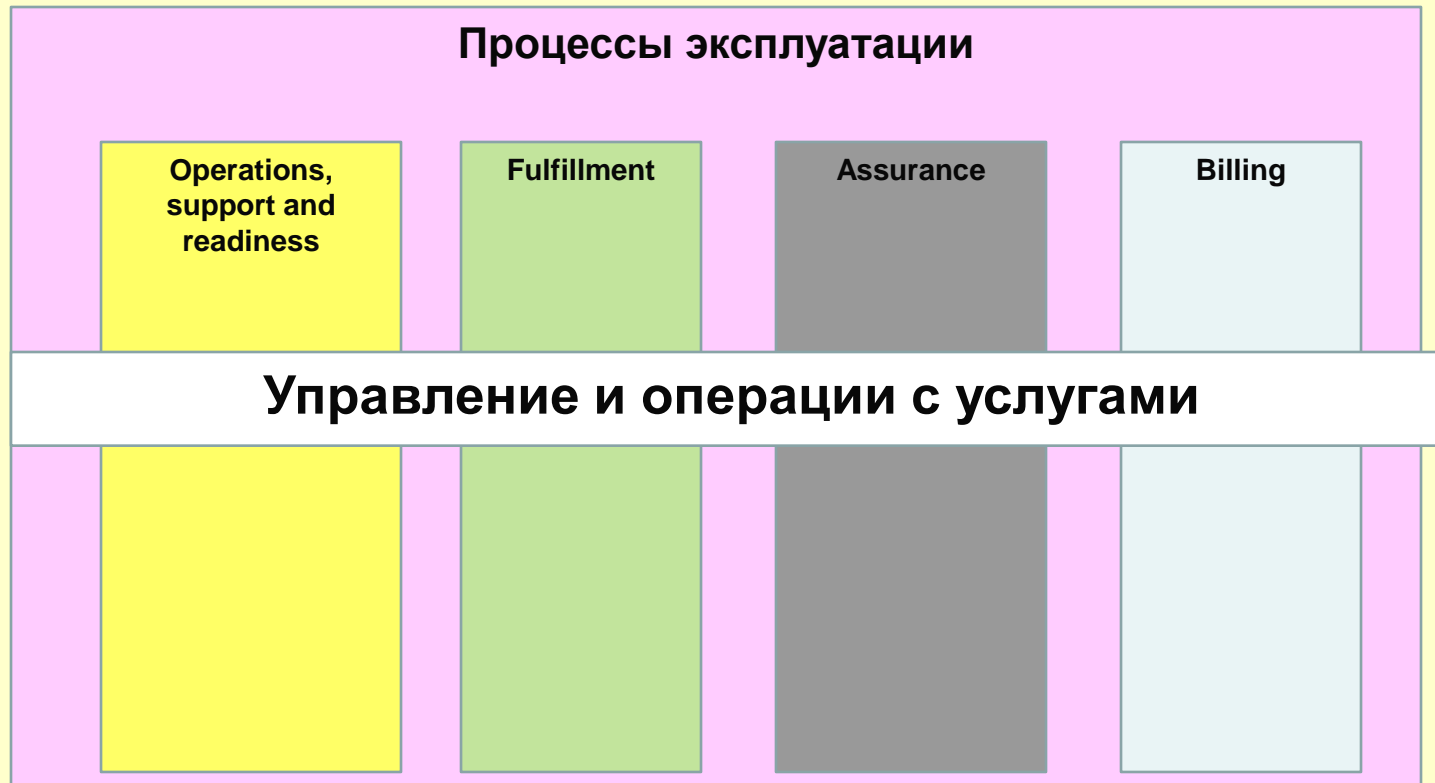 Процессы эксплуатации
Operations,
support and
readiness
Fulfillment
Assurance
Billing
Управление и операции с услугами